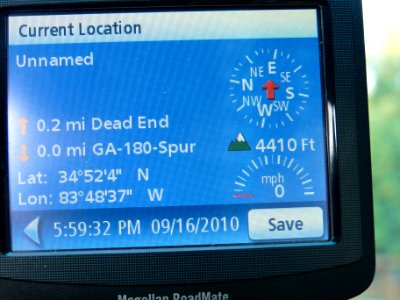 Current Location
Unnamed
E
NE SE
N S
NW SW
W
0.2 mi Dead End
0.0 mi GA-180-Spur
4410 Ft
Lat: 34°52'4" N
Lon: 83°48'37" W
mph
0
5:59:32 PM 09/16/2010 Save
Magellan RoadMate